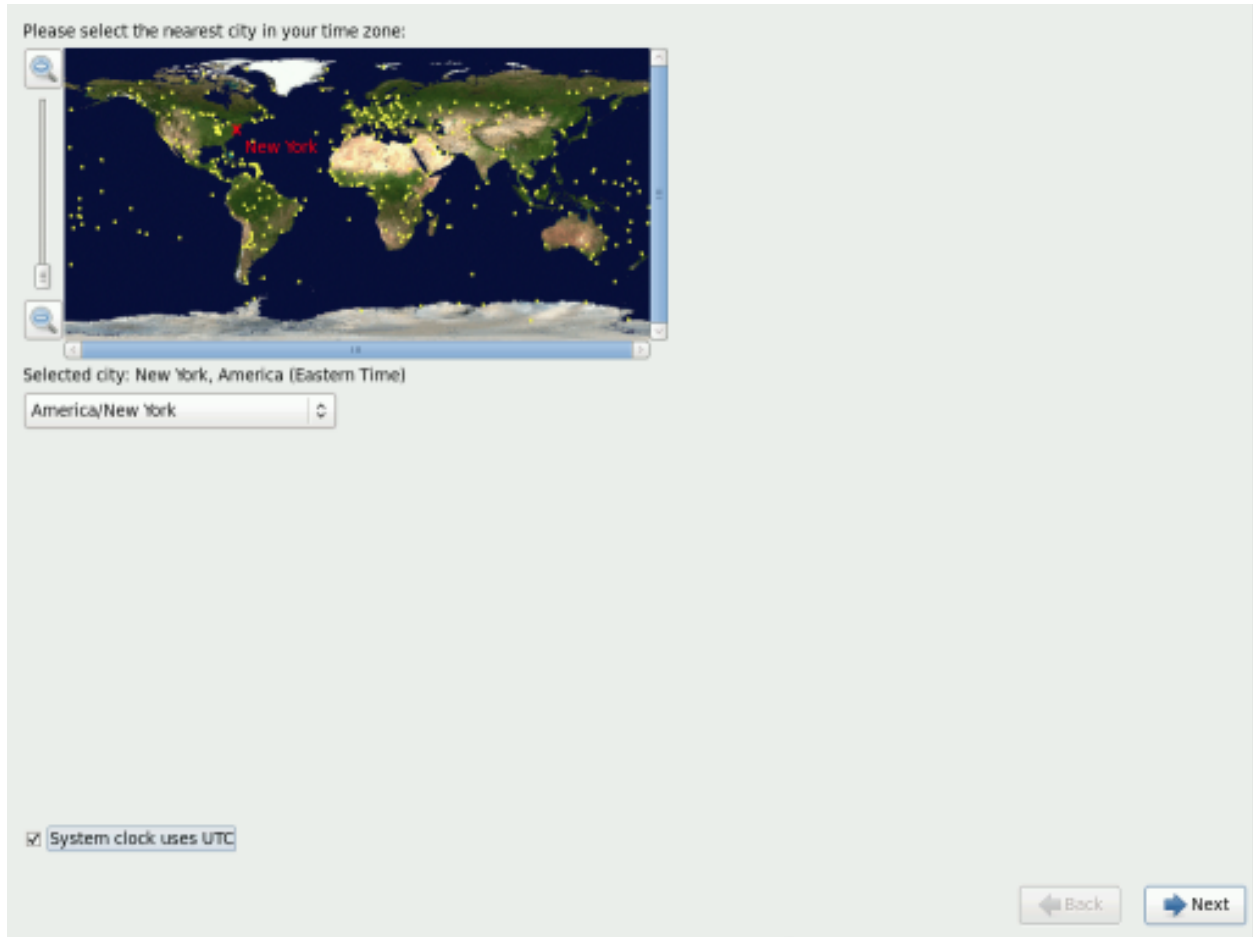 Please select the nearest city in your time zone:
New York
Selected city: New York, America (Eastern Time)
America/New York
System clock uses UTC
Back
Next